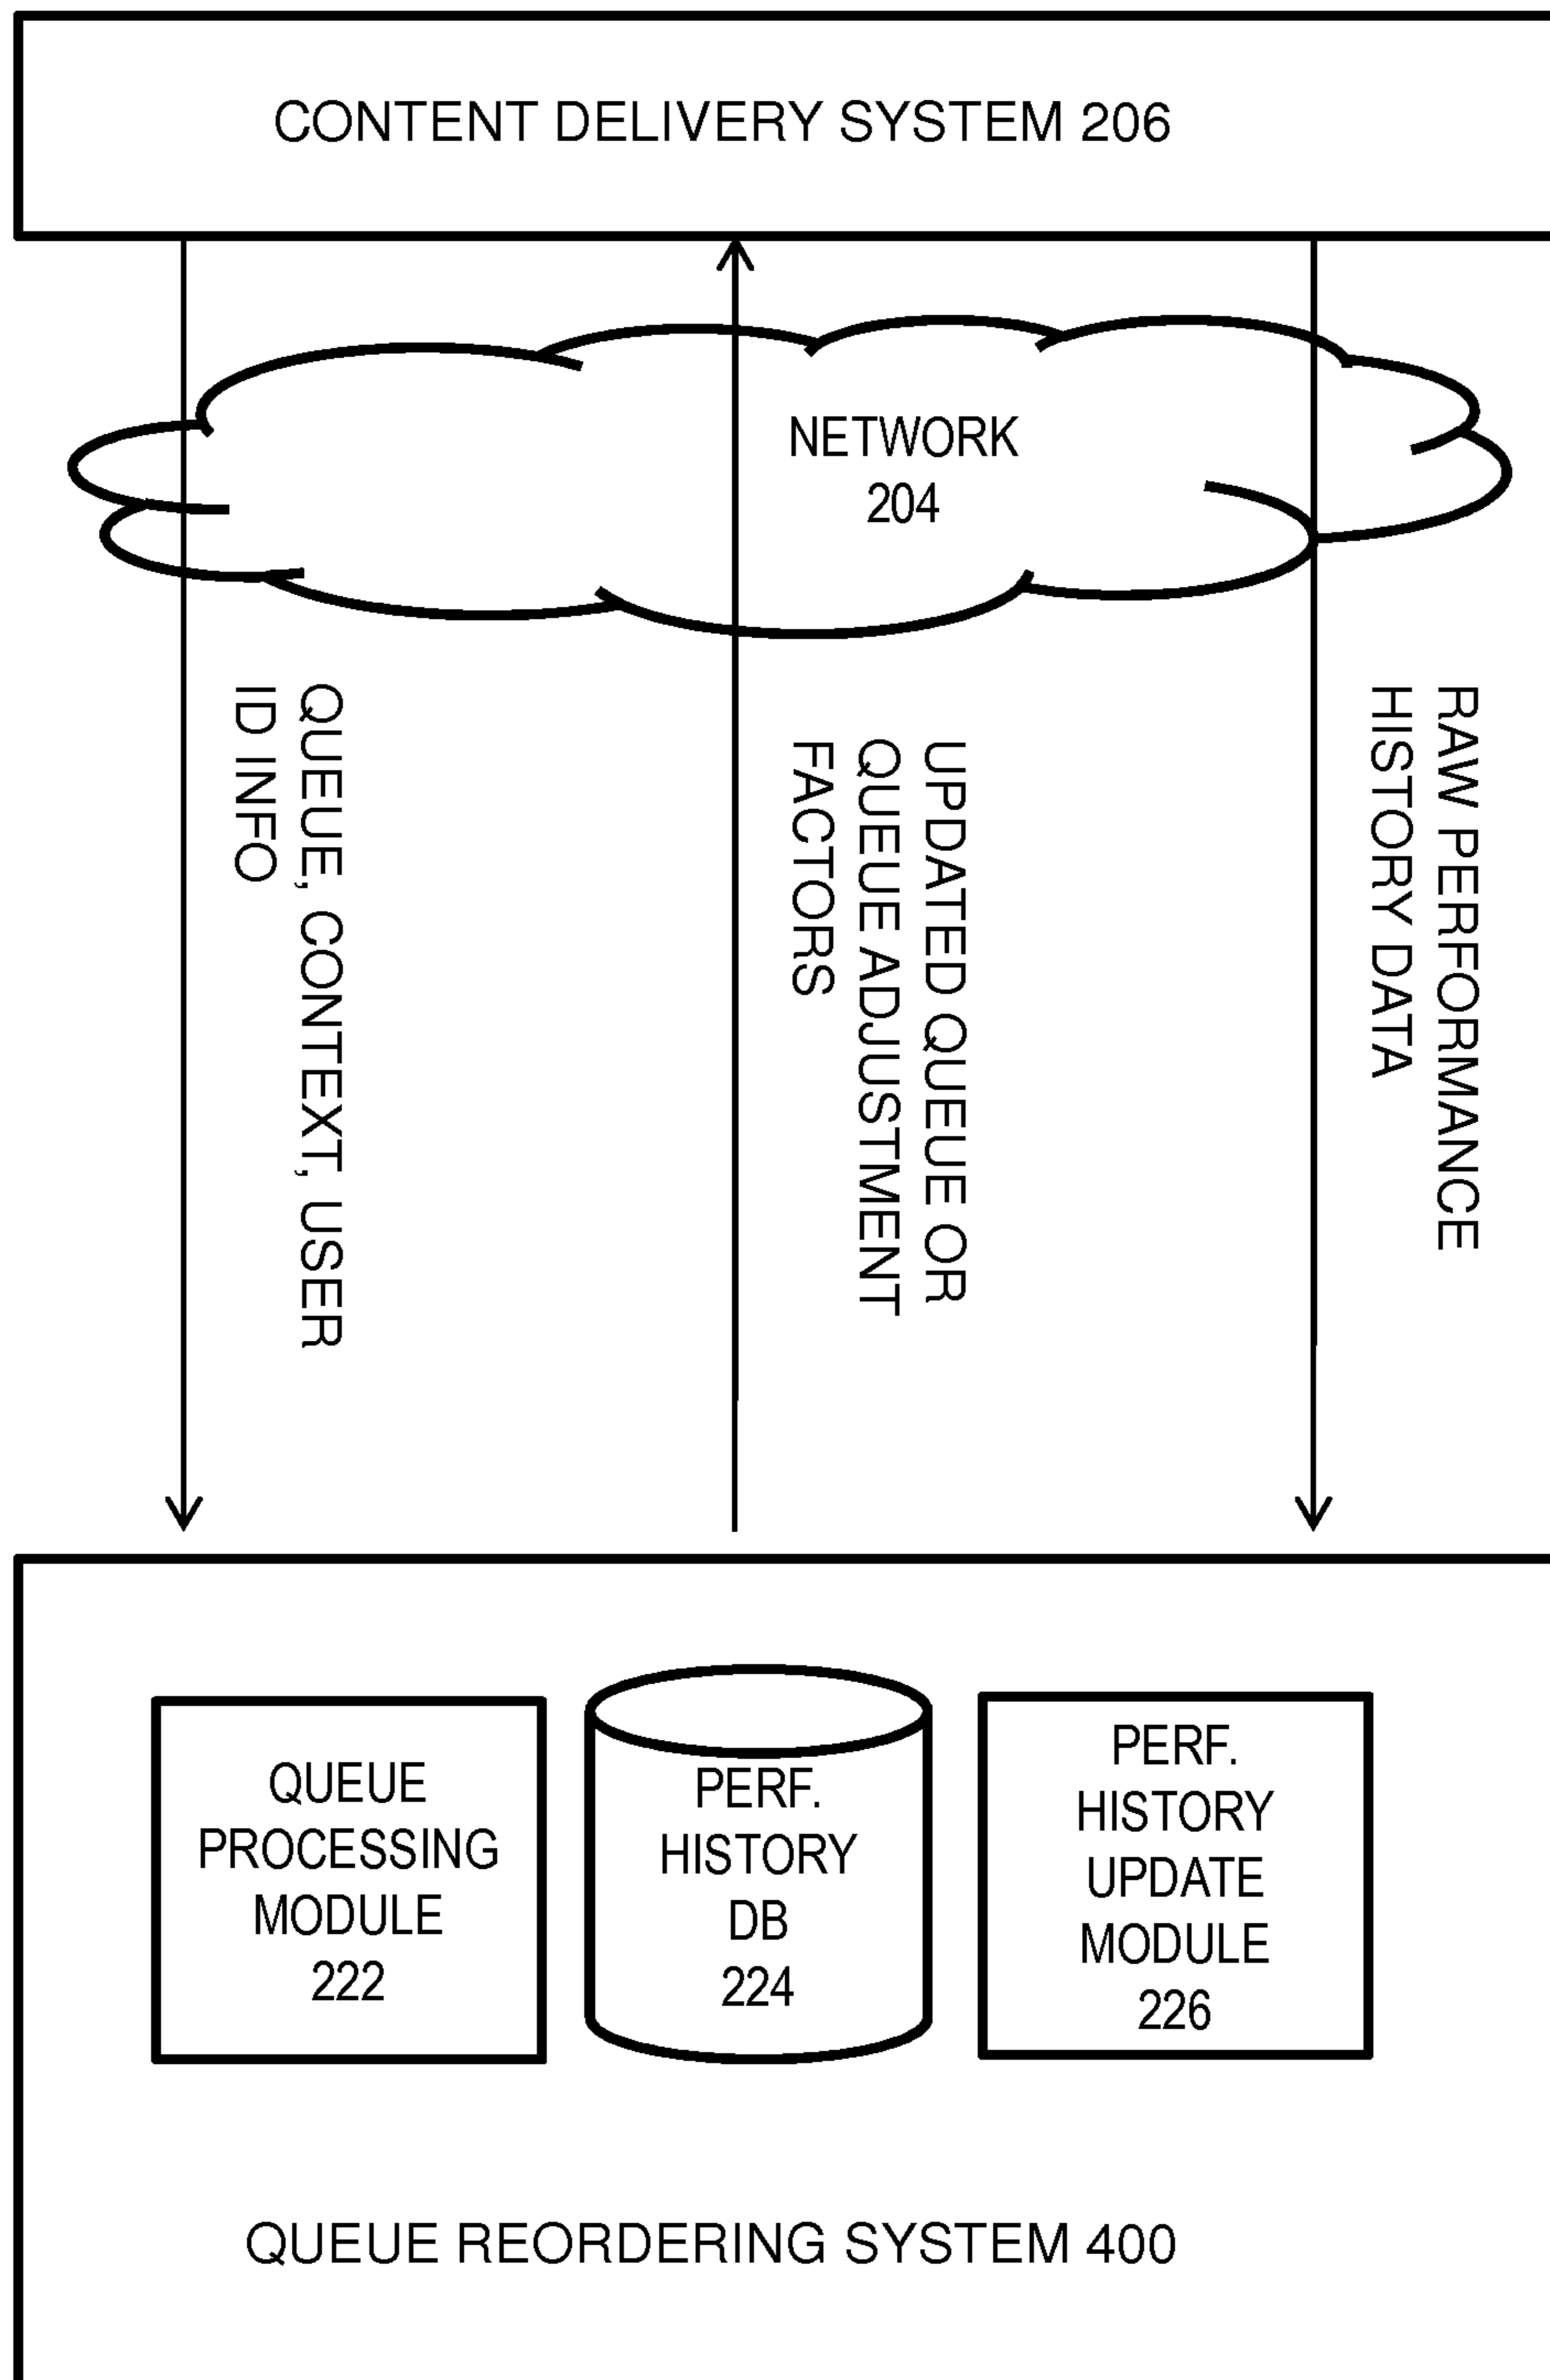 CONTENT DELIVERY SYSTEM 206
NETWORK
204
QUEUE, CONTEXT, USER
ID INFO
UPDATED QUEUE OR
QUEUE ADJUSTMENT
FACTORS
RAW PERFORMANCE
HISTORY DATA
QUEUE
PROCESSING
MODULE
222
PERF.
HISTORY
DB
224
PERF.
HISTORY
UPDATE
MODULE
226
QUEUE REORDERING SYSTEM 400